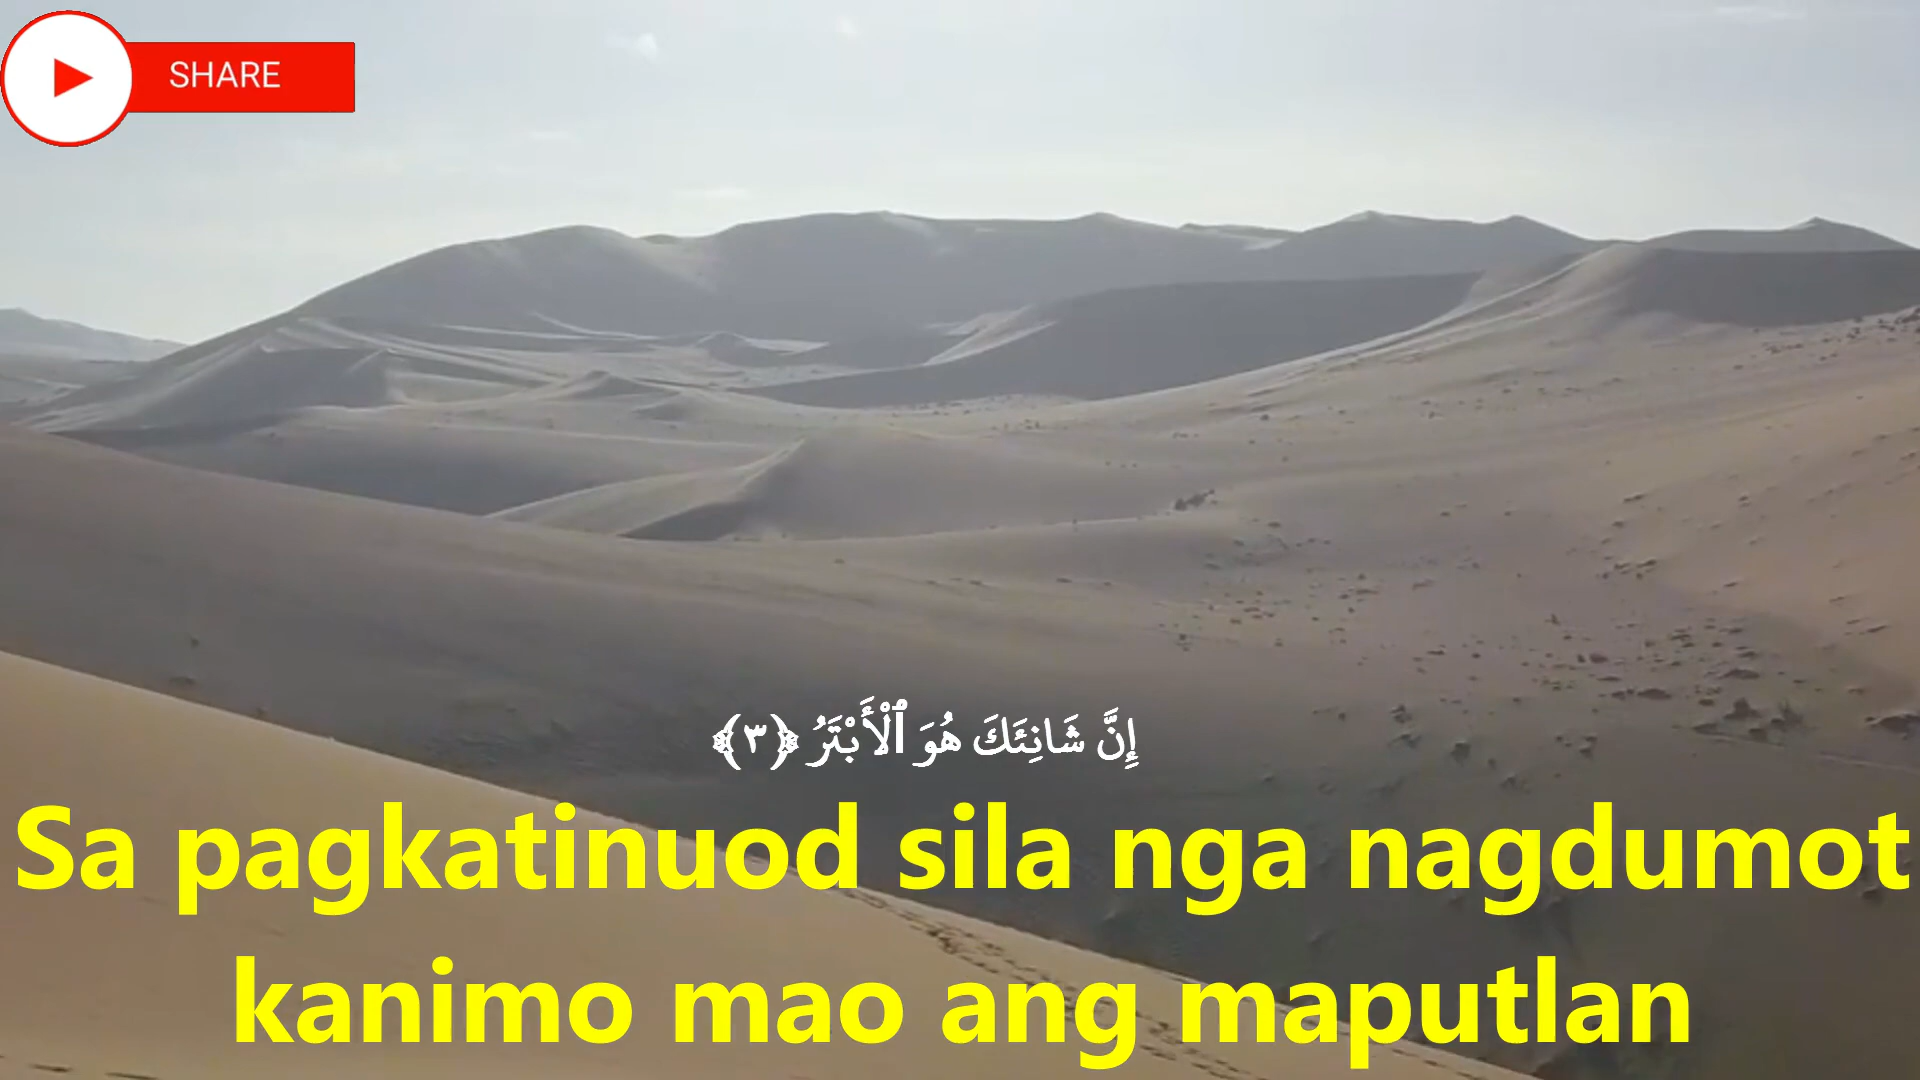 SHARE
إِنَّ شَانِئَكَ هُوَ ٱلْأَبْتَرُ ﴿٣﴾
Sa pagkatinuod sila nga nagdumot
kanimo mao ang maputlan